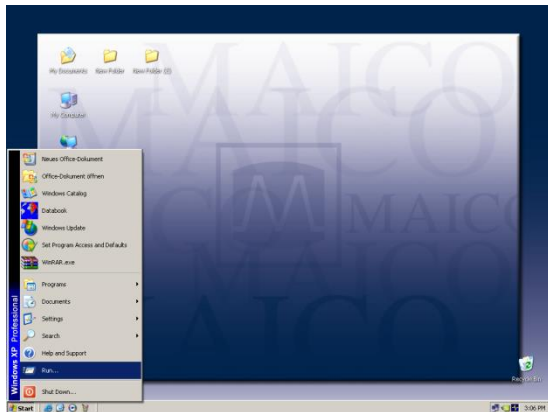 My Documents
New Folder
New Folder (2)
My Computer
MAICO
MAICO
MAICO
Neues Office-Dokument
Office-Dokument öffnen
Windows Catalog
Databook
Windows Update
Set Program Access and Defaults
WinRAR.exe
Programs
Documents
Settings
Search
Help and Support
Run...
Shut Down...
Windows XP Professional
Recycle Bin
Start
3:06 PM